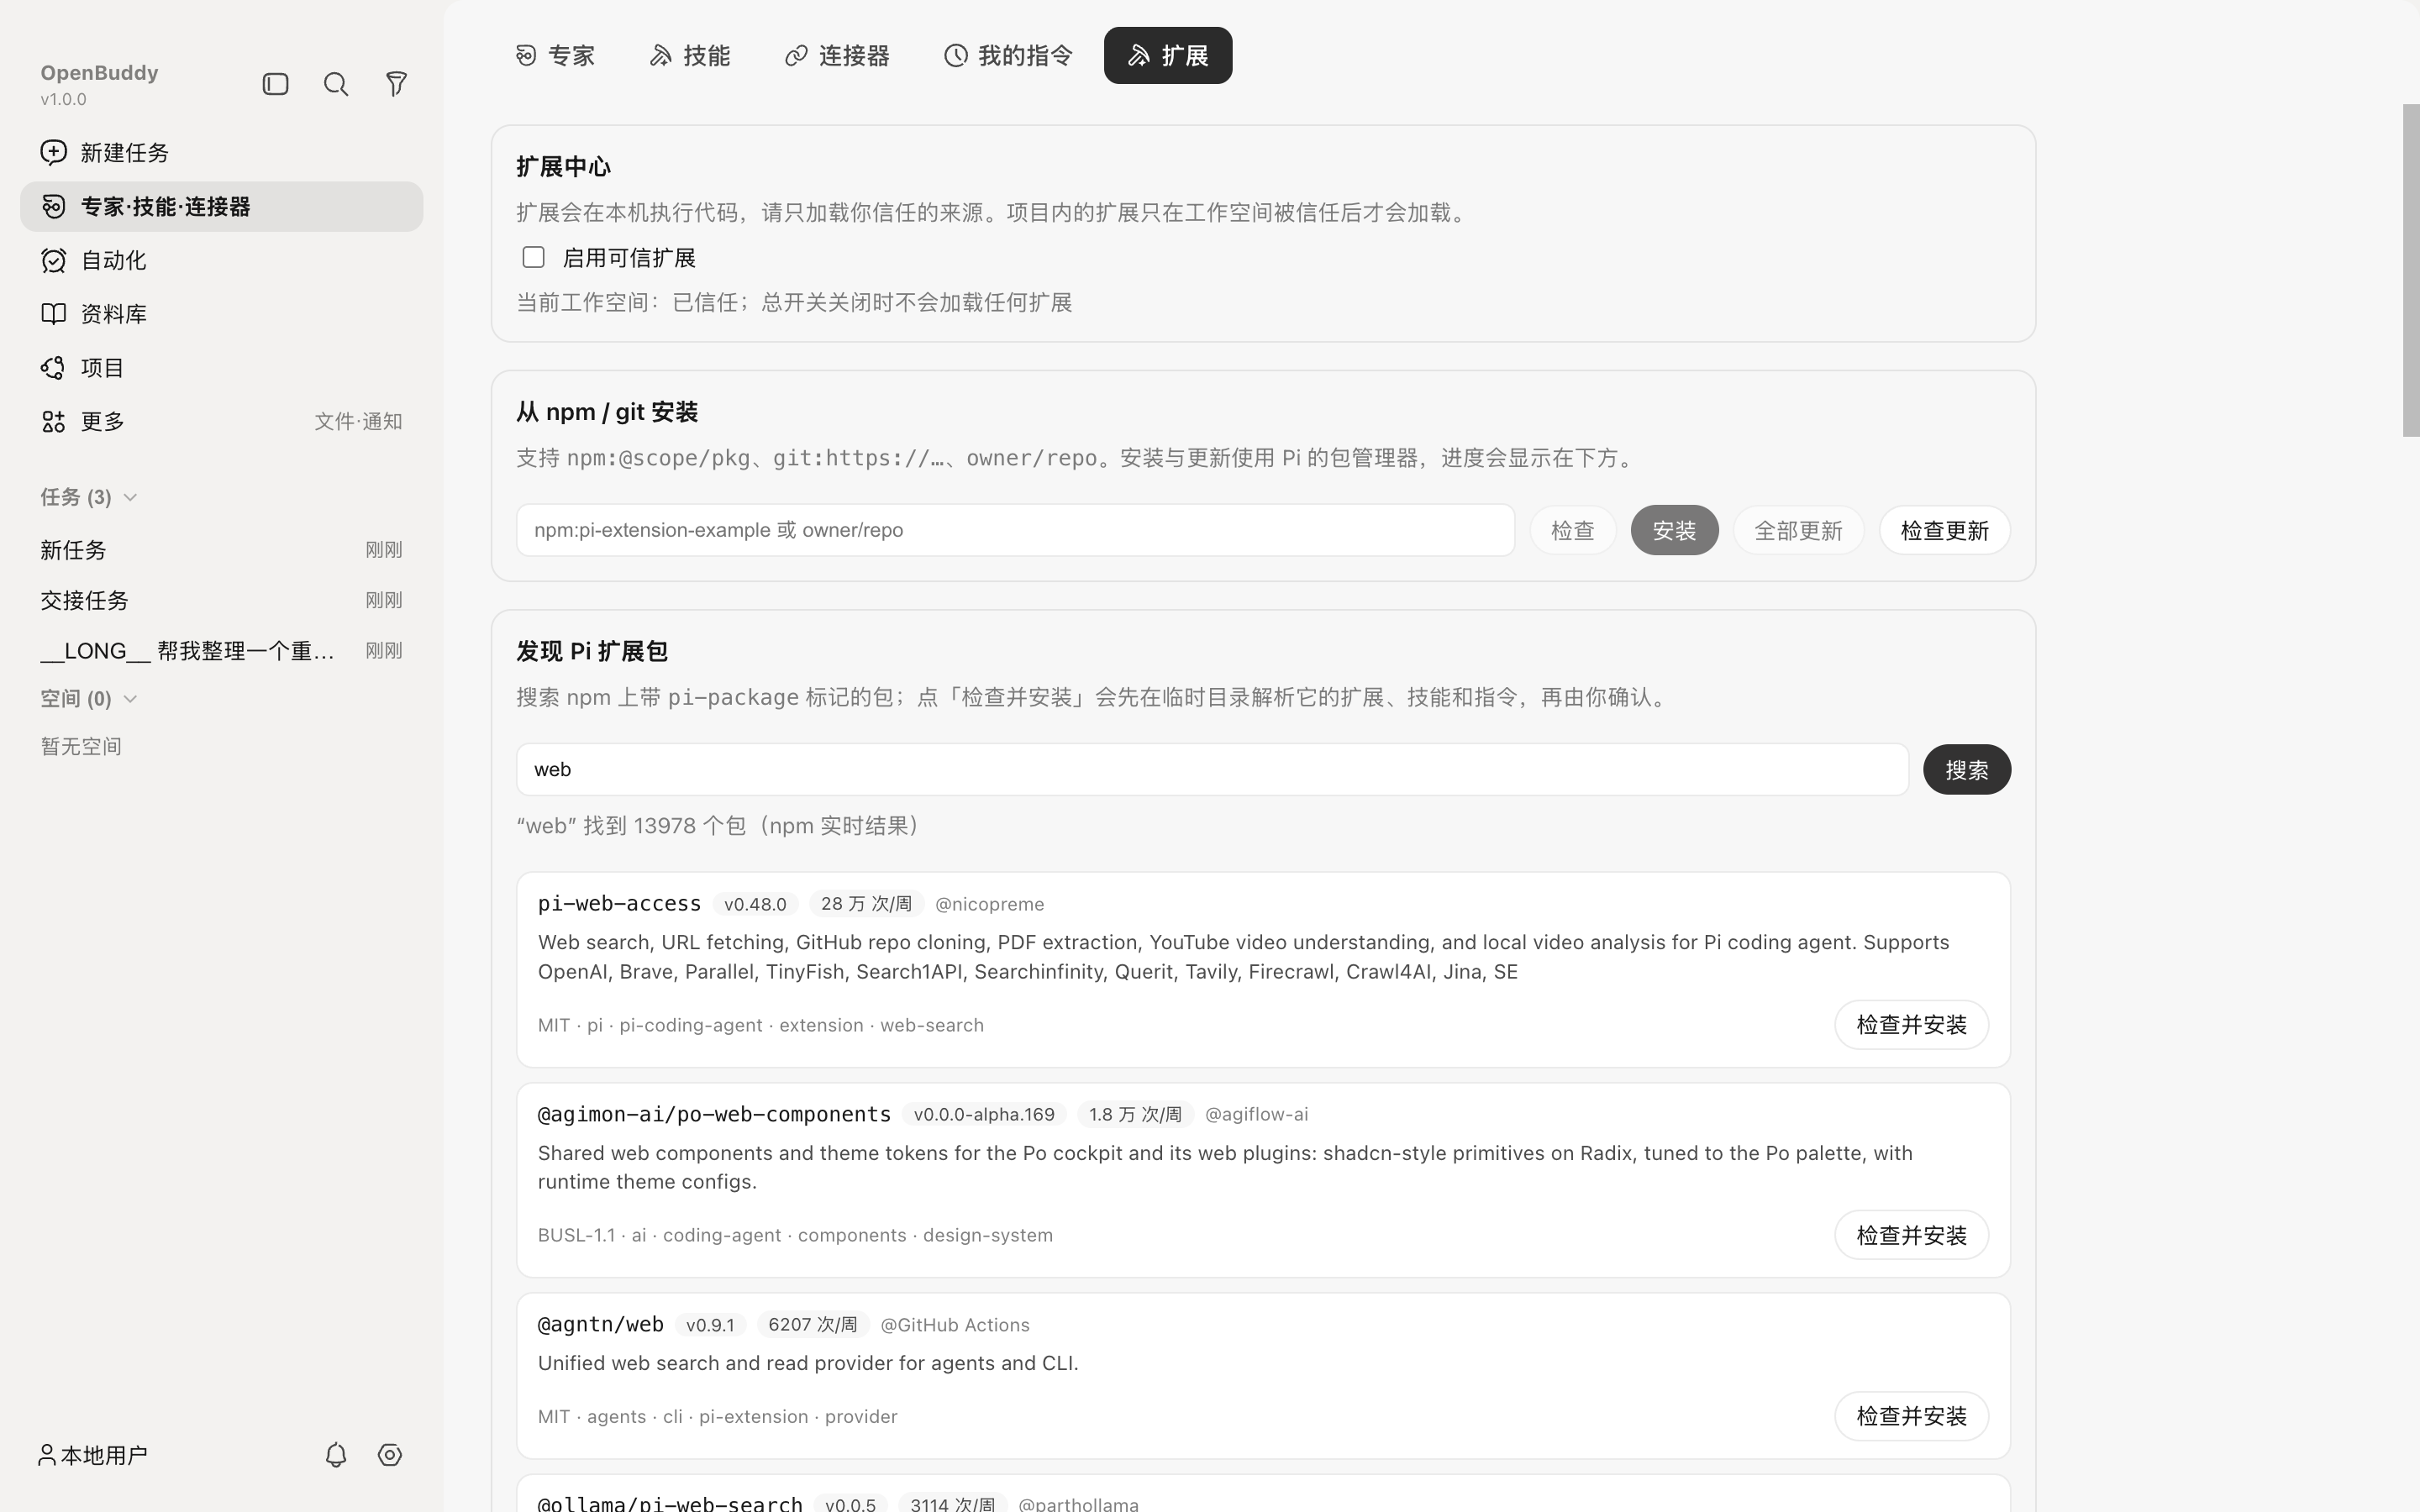 OpenBuddy
v1.0.0
新建任务
专家·技能·连接器
自动化
资料库
项目
更多 文件·通知
任务 (3)
新任务 刚刚
交接任务 刚刚
__LONG__ 帮我整理一个重… 刚刚
空间 (0)
暂无空间
本地用户
专家 技能 连接器 我的指令 扩展
扩展中心
扩展会在本机执行代码，请只加载你信任的来源。项目内的扩展只在工作空间被信任后才会加载。
启用可信扩展
当前工作空间：已信任；总开关关闭时不会加载任何扩展
从 npm / git 安装
支持 npm:@scope/pkg、git:https://…、owner/repo。安装与更新使用 Pi 的包管理器，进度会显示在下方。
npm:pi-extension-example 或 owner/repo 检查 安装 全部更新 检查更新
发现 Pi 扩展包
搜索 npm 上带 pi-package 标记的包；点「检查并安装」会先在临时目录解析它的扩展、技能和指令，再由你确认。
web 搜索
“web” 找到 13978 个包（npm 实时结果）
pi-web-access v0.48.0 28 万 次/周 @nicopreme
Web search, URL fetching, GitHub repo cloning, PDF extraction, YouTube video understanding, and local video analysis for Pi coding agent. Supports
OpenAI, Brave, Parallel, TinyFish, Search1API, Searchinfinity, Querit, Tavily, Firecrawl, Crawl4AI, Jina, SE
MIT · pi · pi-coding-agent · extension · web-search 检查并安装
@agimon-ai/po-web-components v0.0.0-alpha.169 1.8 万 次/周 @agiflow-ai
Shared web components and theme tokens for the Po cockpit and its web plugins: shadcn-style primitives on Radix, tuned to the Po palette, with
runtime theme configs.
BUSL-1.1 · ai · coding-agent · components · design-system 检查并安装
@agntn/web v0.9.1 6207 次/周 @GitHub Actions
Unified web search and read provider for agents and CLI.
MIT · agents · cli · pi-extension · provider 检查并安装
@ollama/pi-web-search v0.0.5 3114 次/周 @parthollama